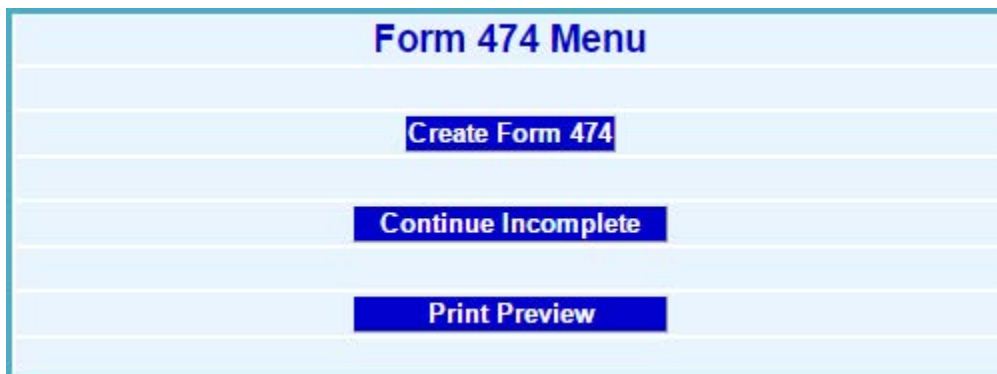 Form 474 Menu
Create Form 474
Continue Incomplete
Print Preview